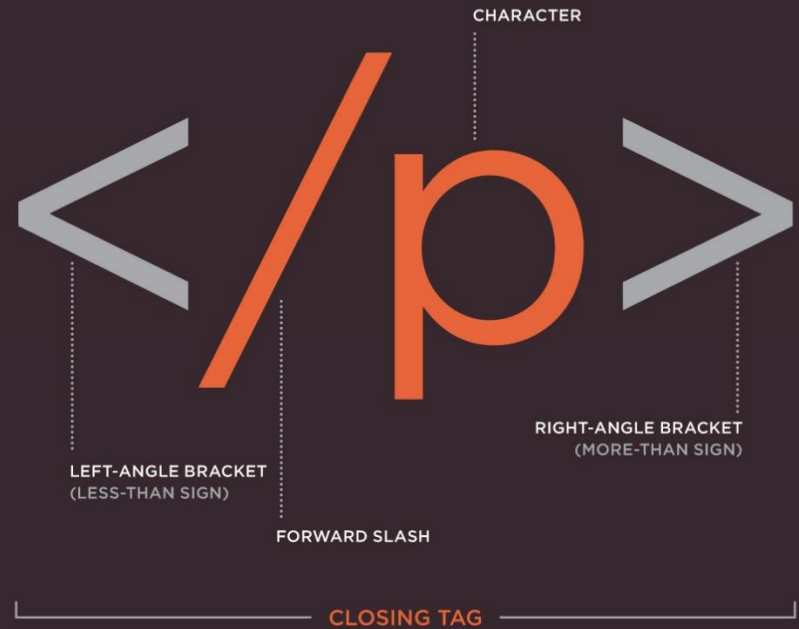 CHARACTER
</p>
LEFT-ANGLE BRACKET
(LESS-THAN SIGN)
FORWARD SLASH
RIGHT-ANGLE BRACKET
(MORE-THAN SIGN)
CLOSING TAG